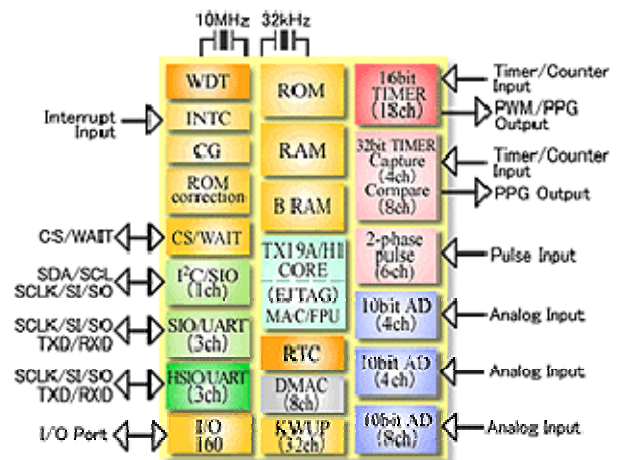 10MHz 32kHz
WDT
INTC
CG
ROM
correction
CS/WAIT
I²C/SIO
(1ch)
SIO/UART
(3ch)
HSIO/UART
(3ch)
I/O
160
ROM
RAM
B RAM
TX19A/H1
CORE
(EJTAG)
MAC/FPU
RTC
DMAC
(8ch)
KWUP
(32ch)
16bit
TIMER
(18ch)
32bit TIMER
Capture
(4ch)
Compare
(8ch)
2-phase
pulse
(6ch)
10bit AD
(4ch)
10bit AD
(4ch)
10bit AD
(8ch)
Interrupt
Input
CS/WAIT
SDA/SCL
SCLK/SI/SO
SCLK/SI/SO
TXD/RXD
SCLK/SI/SO
TXD/RXD
I/O Port
Timer/Counter
Input
PWM/PPG
Output
Timer/Counter
Input
PPG Output
Pulse Input
Analog Input
Analog Input
Analog Input